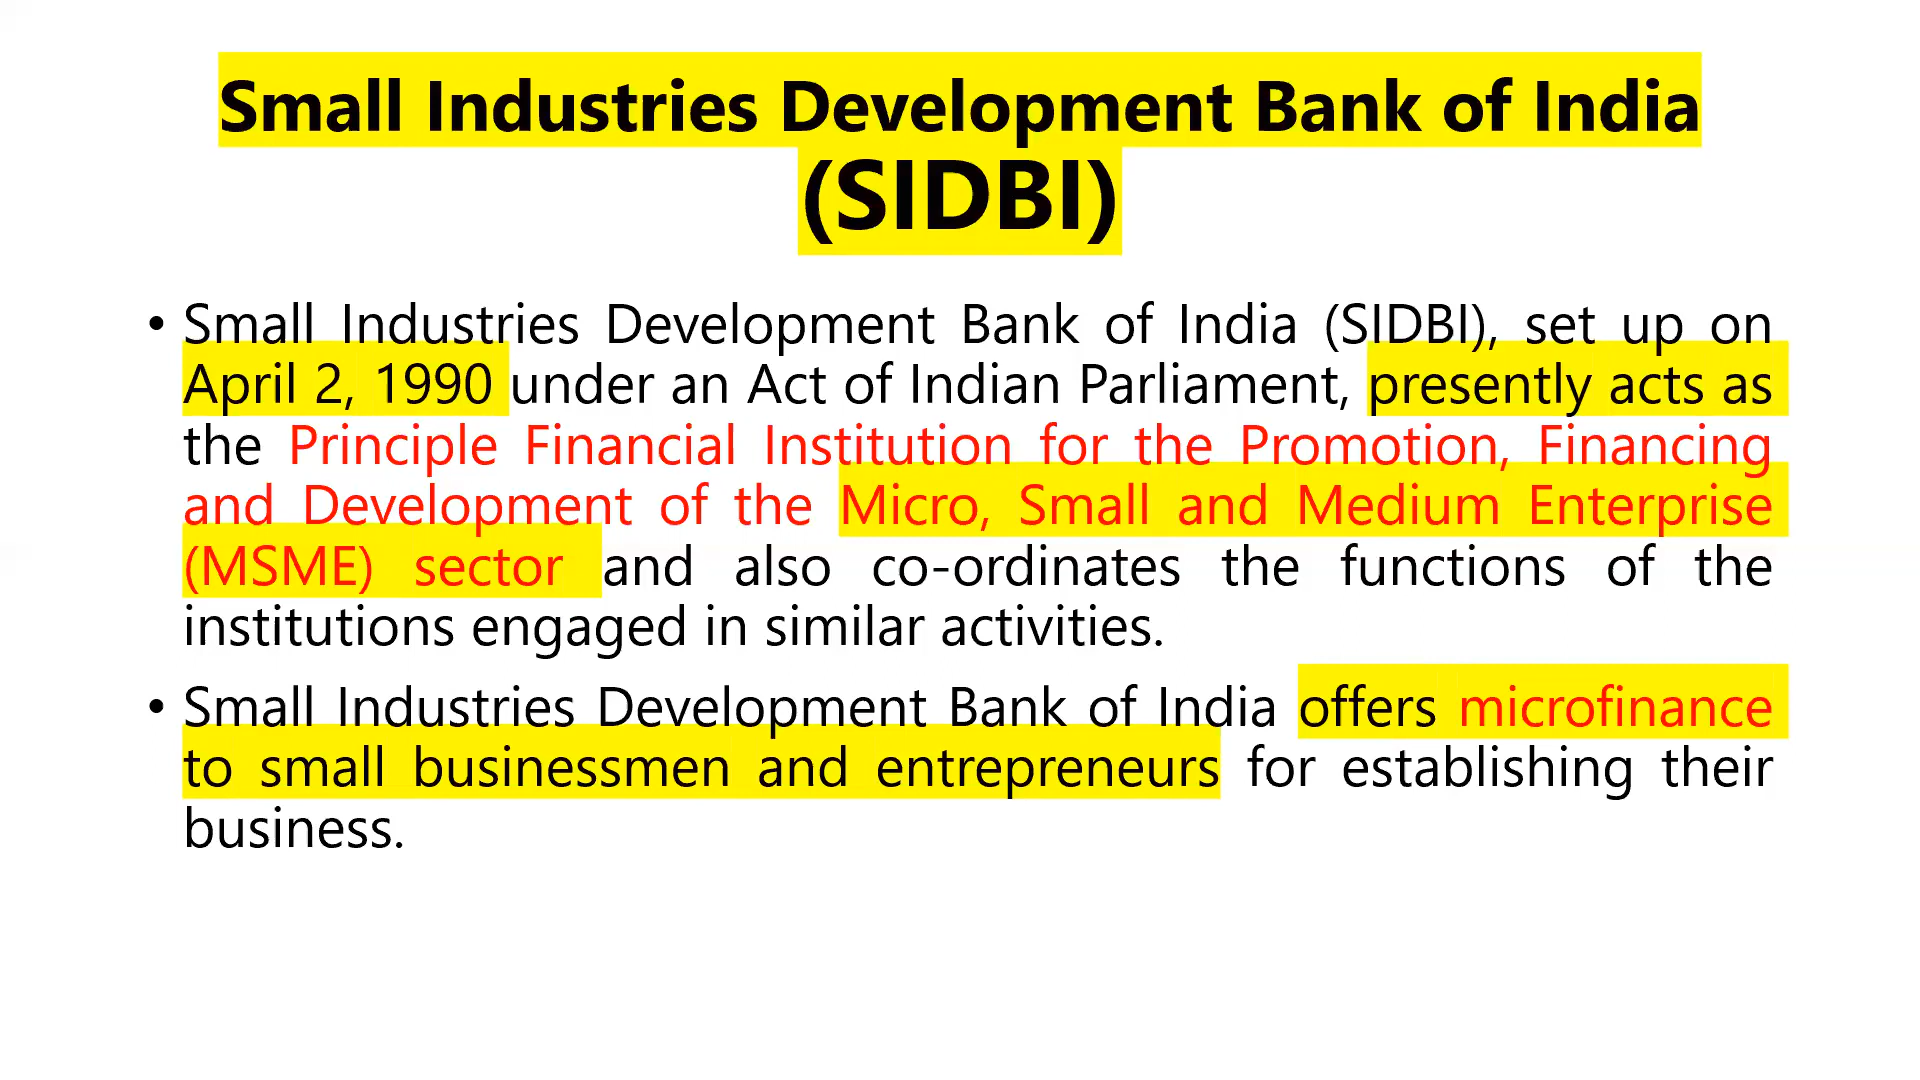 Small Industries Development Bank of India
(SIDBI)
• Small Industries Development Bank of India (SIDBI), set up on
April 2, 1990 under an Act of Indian Parliament, presently acts as
the Principle Financial Institution for the Promotion, Financing
and Development of the Micro, Small and Medium Enterprise
(MSME) sector and also co-ordinates the functions of the
institutions engaged in similar activities.
• Small Industries Development Bank of India offers microfinance
to small businessmen and entrepreneurs for establishing their
business.